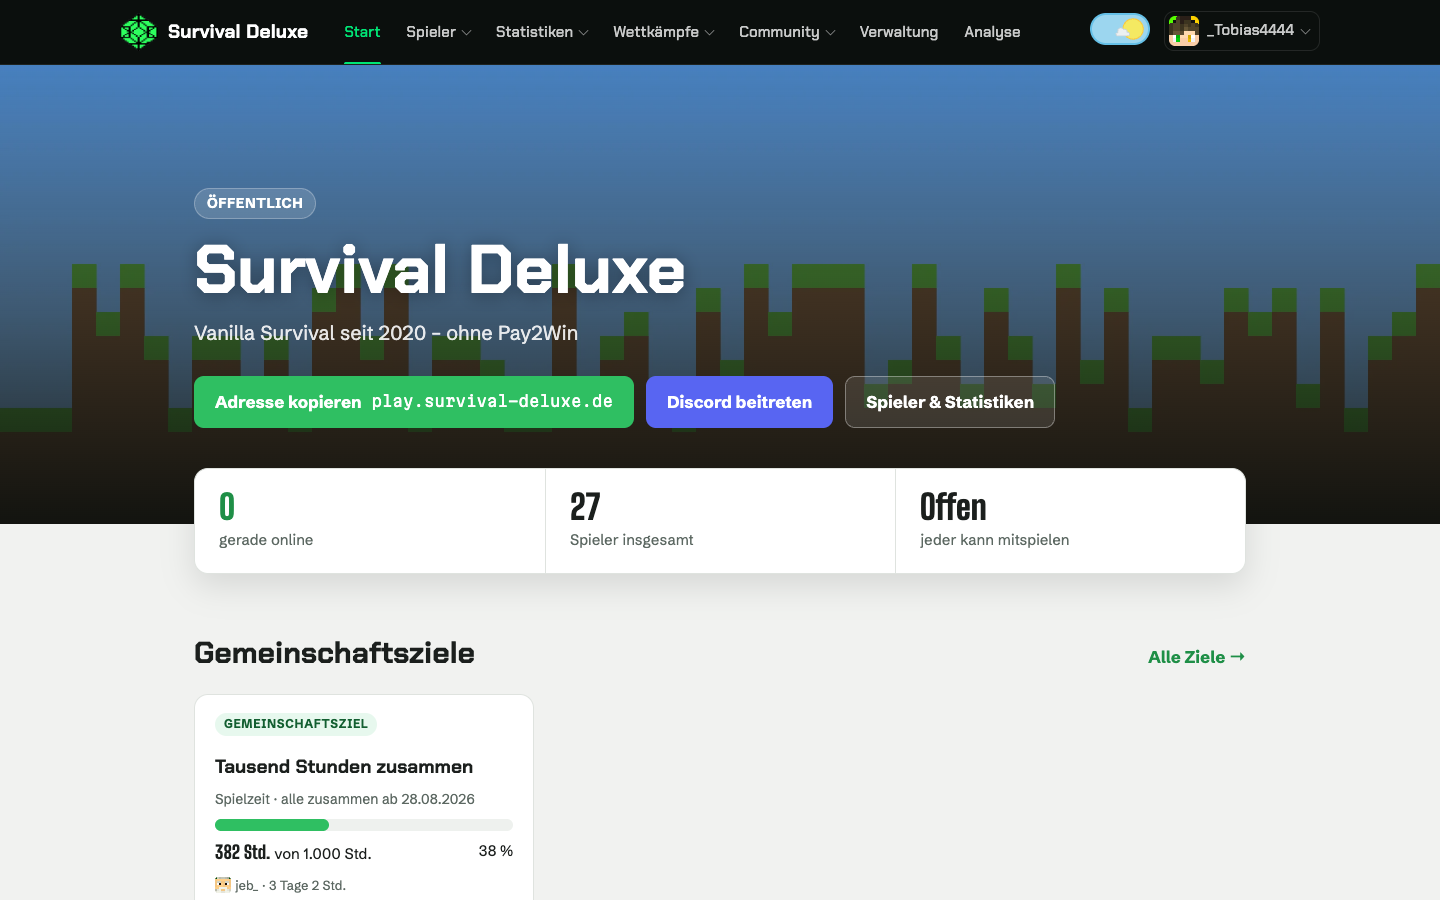 Survival Deluxe
Start
Spieler
Statistiken
Wettkämpfe
Community
Verwaltung
Analyse
_Tobias4444
ÖFFENTLICH
Survival Deluxe
Vanilla Survival seit 2020 – ohne Pay2Win
Adresse kopieren play.survival-deluxe.de
Discord beitreten
Spieler & Statistiken
0
gerade online
27
Spieler insgesamt
Offen
jeder kann mitspielen
Gemeinschaftsziele
Alle Ziele →
GEMEINSCHAFTSZIEL
Tausend Stunden zusammen
Spielzeit · alle zusammen ab 28.08.2026
382 Std. von 1.000 Std.
38 %
jeb_ · 3 Tage 2 Std.